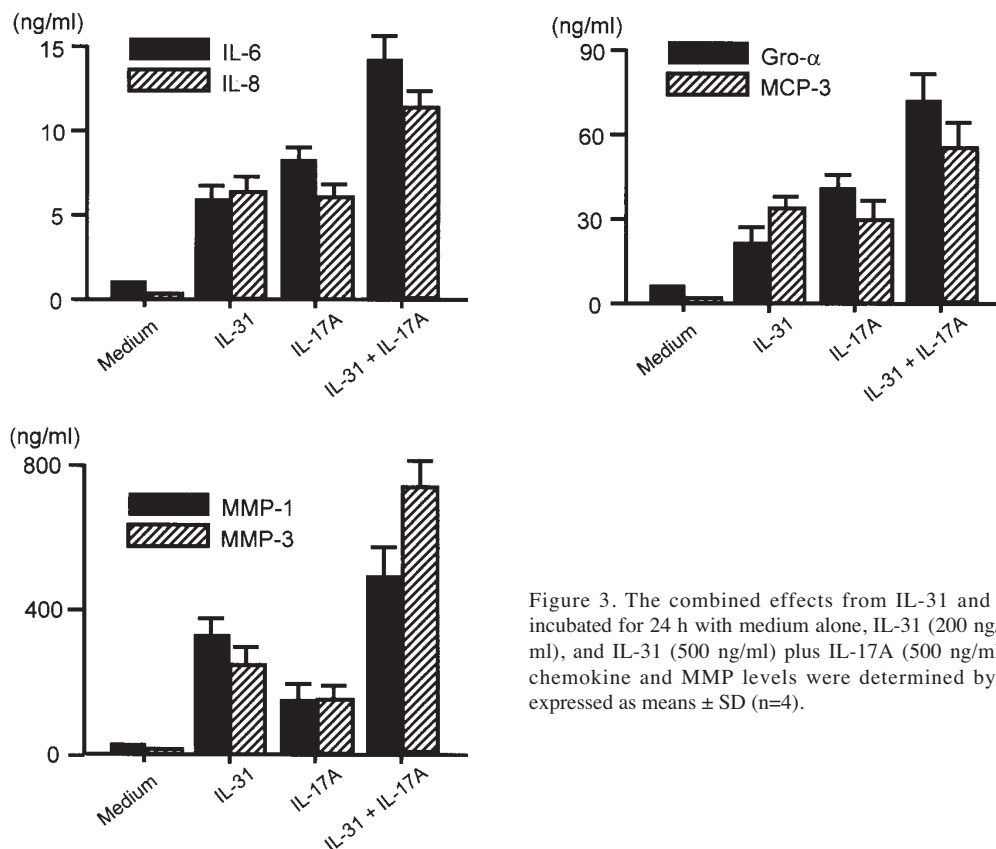 (ng/ml)
15
10
5
0
IL-6
IL-8
Medium
IL-31
IL-17A
IL-31 + IL-17A
(ng/ml)
90
60
30
0
Gro-α
MCP-3
Medium
IL-31
IL-17A
IL-31 + IL-17A
(ng/ml)
800
400
0
MMP-1
MMP-3
Medium
IL-31
IL-17A
IL-31 + IL-17A
Figure 3. The combined effects from IL-31 and
incubated for 24 h with medium alone, IL-31 (200 ng/
ml), and IL-31 (500 ng/ml) plus IL-17A (500 ng/ml
chemokine and MMP levels were determined by
expressed as means ± SD (n=4).